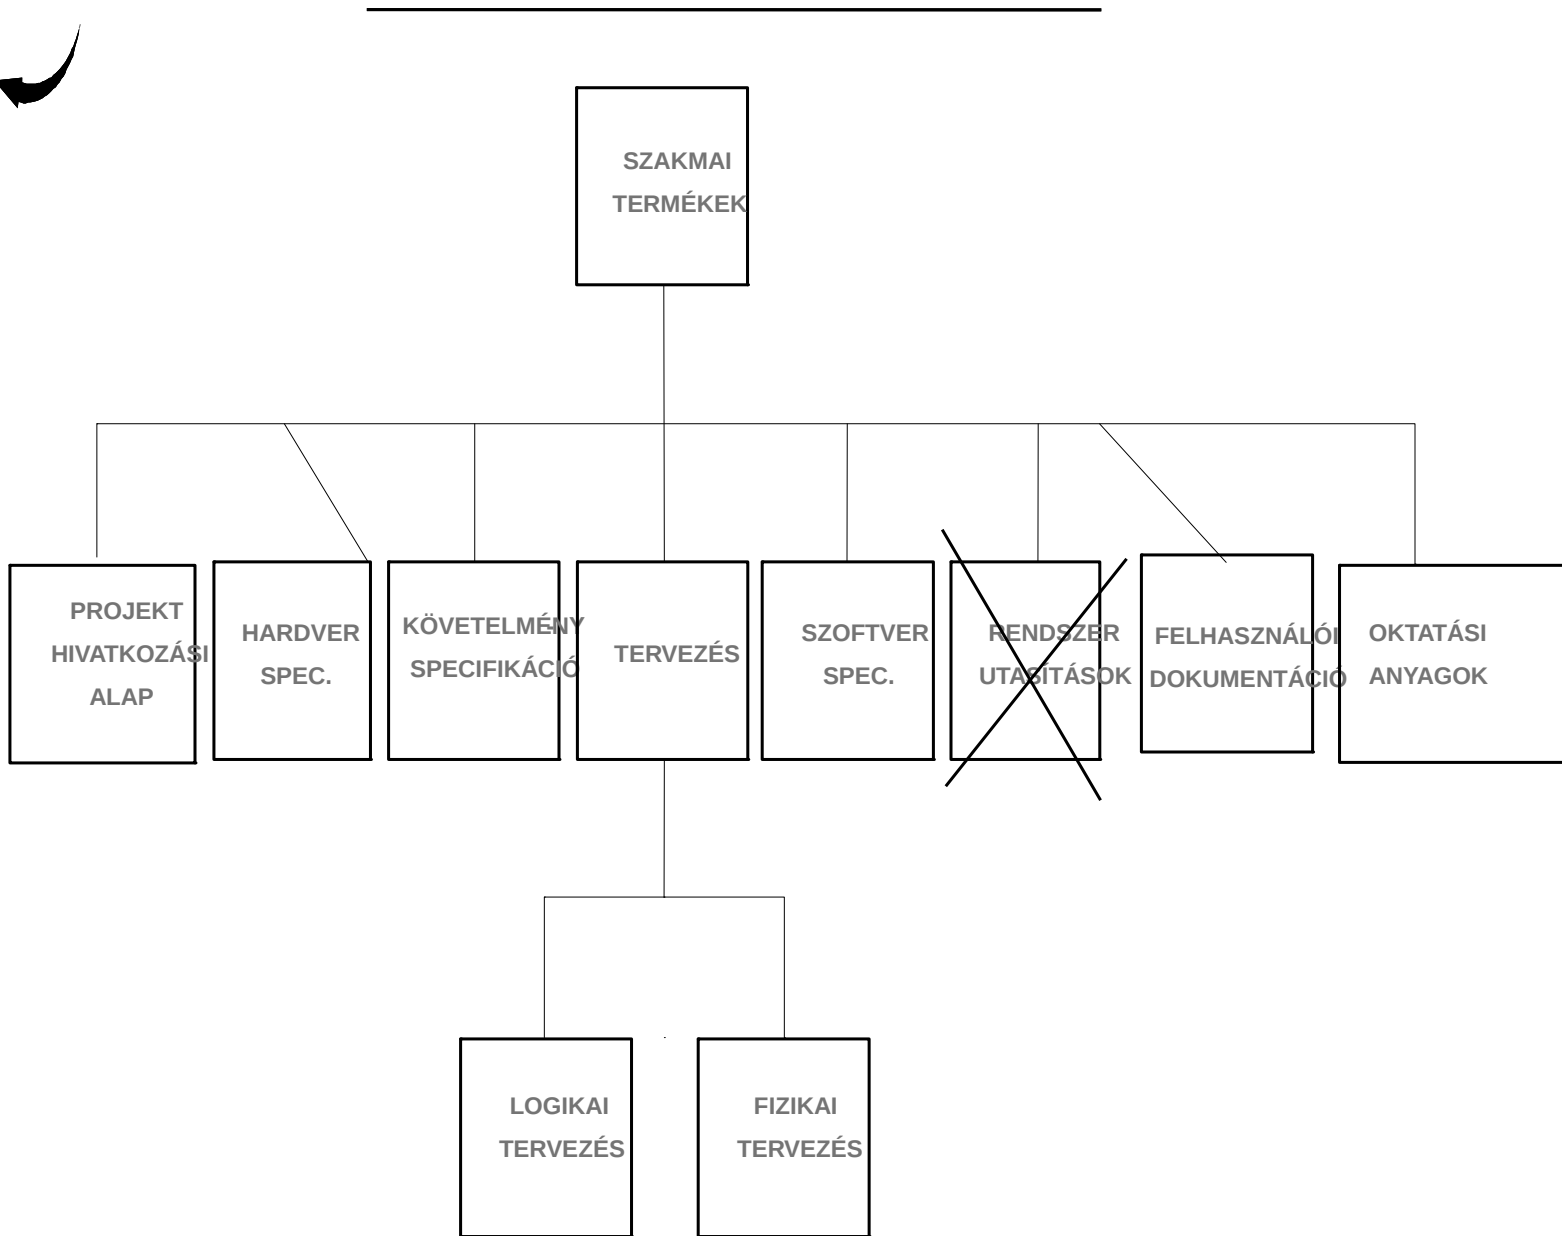 SZAKMAI
TERMÉKEK
PROJEKT
HIVATKOZÁSI
ALAP
HARDVER
SPEC.
KÖVETELMÉNY
SPECIFIKÁCIÓ
TERVEZÉS
SZOFTVER
SPEC.
RENDSZER
UTASÍTÁSOK
FELHASZNÁLÓI
DOKUMENTÁCIÓ
OKTATÁSI
ANYAGOK
LOGIKAI
TERVEZÉS
FIZIKAI
TERVEZÉS